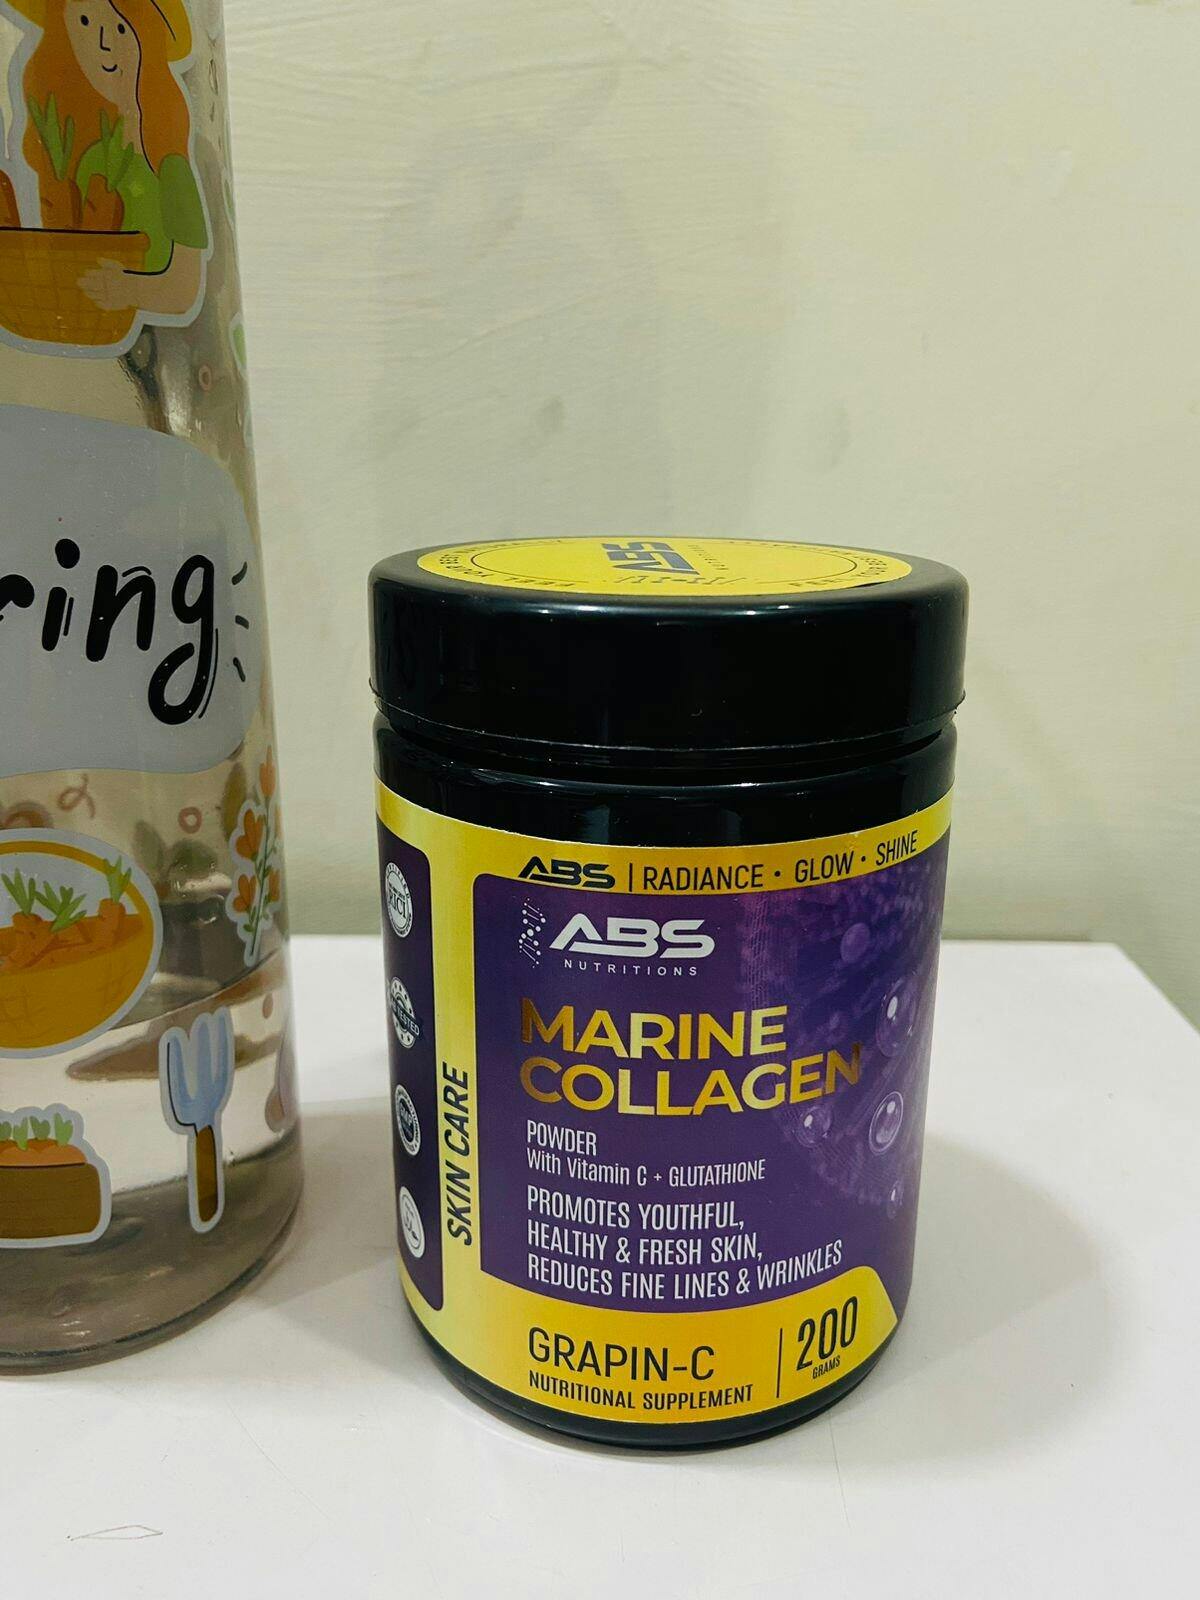 ring
ABS
ABS | RADIANCE • GLOW • SHINE
ABS
NUTRITIONS
MARINE
COLLAGEN
POWDER
With Vitamin C + GLUTATHIONE
PROMOTES YOUTHFUL,
HEALTHY & FRESH SKIN,
REDUCES FINE LINES & WRINKLES
SKIN CARE
GRAPIN-C
NUTRITIONAL SUPPLEMENT
200
GRAMS